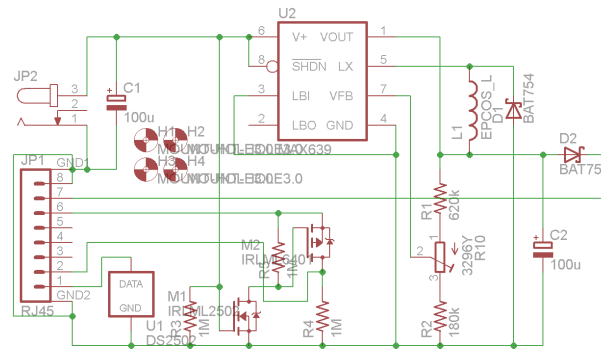 U2
6 V+ VOUT 1
8 SHDN LX 5
3 LBI VFB 7
2 LBO GND 4
MAX639
JP2
3
2
1
C1
100u
H1 H2
H3 H4
MOUNT-HOLE3.0
JP1
GND1
8
7
6
5
4
3
2
1
GND2
RJ45
DATA
GND
U1
DS2502
M1
IRLML2502
R3
1M
M2
IRLML6401
R5
1M
R4
1M
L1
EPCOS_L
D1
BAT754
D2
BAT75
R1
620k
1
2
3
3296Y
R10
R2
180k
C2
100u